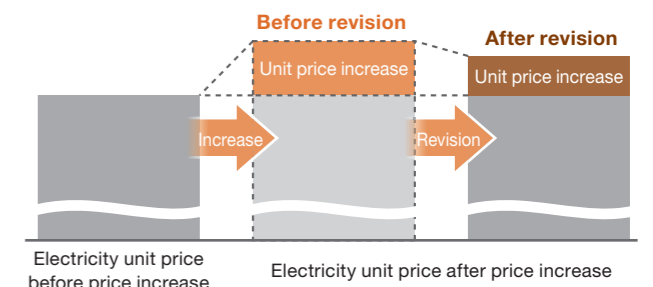 Before revision
After revision
Unit price increase
Unit price increase
Increase
Revision
Electricity unit price
before price increase
Electricity unit price after price increase